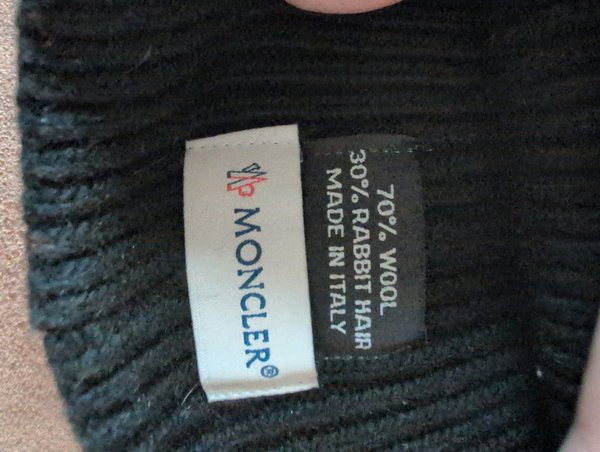 MONCLER®
70% WOOL
30% RABBIT HAIR
MADE IN ITALY